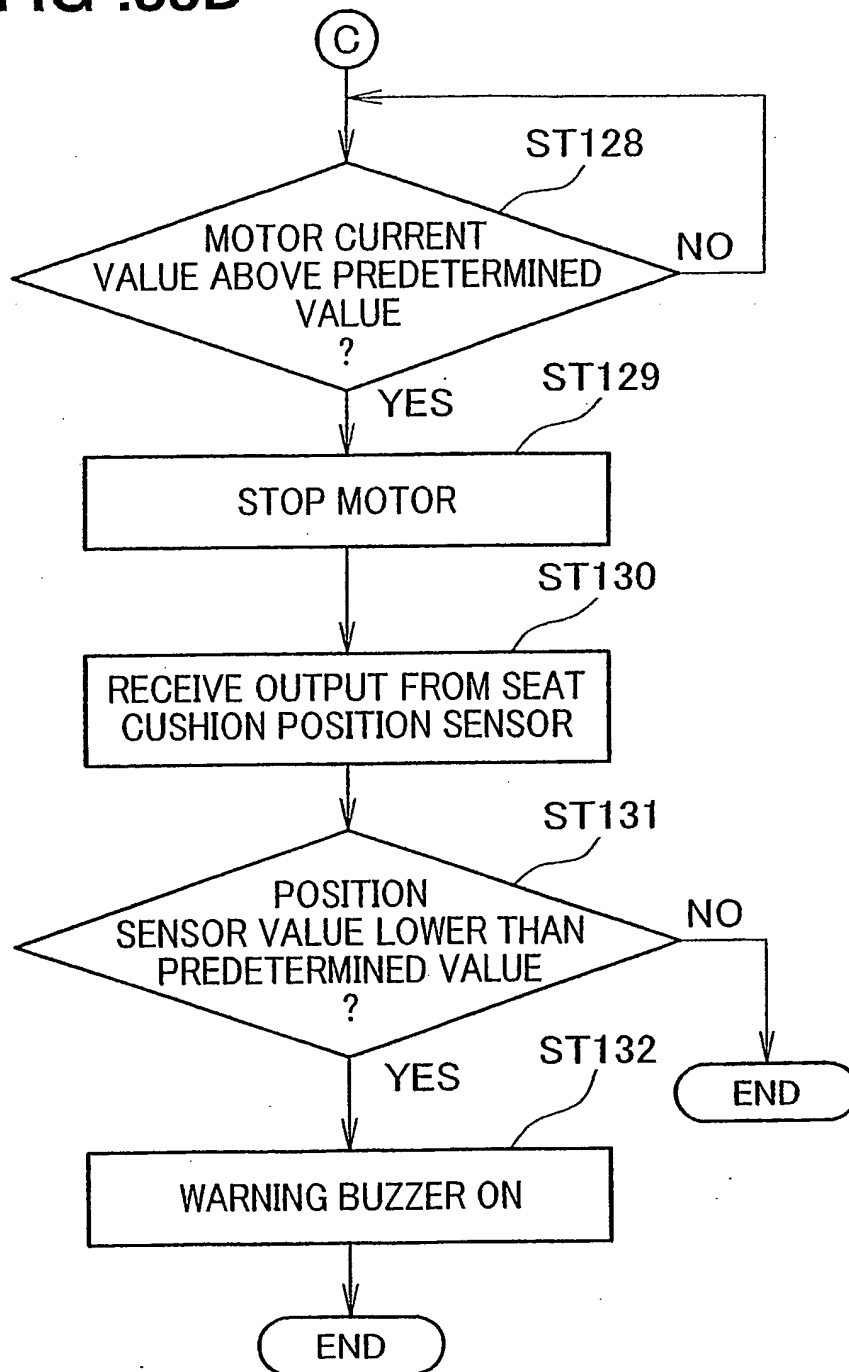 C
ST128
MOTOR CURRENT
VALUE ABOVE PREDETERMINED
VALUE
?
NO
YES
ST129
STOP MOTOR
ST130
RECEIVE OUTPUT FROM SEAT
CUSHION POSITION SENSOR
ST131
POSITION
SENSOR VALUE LOWER THAN
PREDETERMINED VALUE
?
NO
YES
END
ST132
WARNING BUZZER ON
END